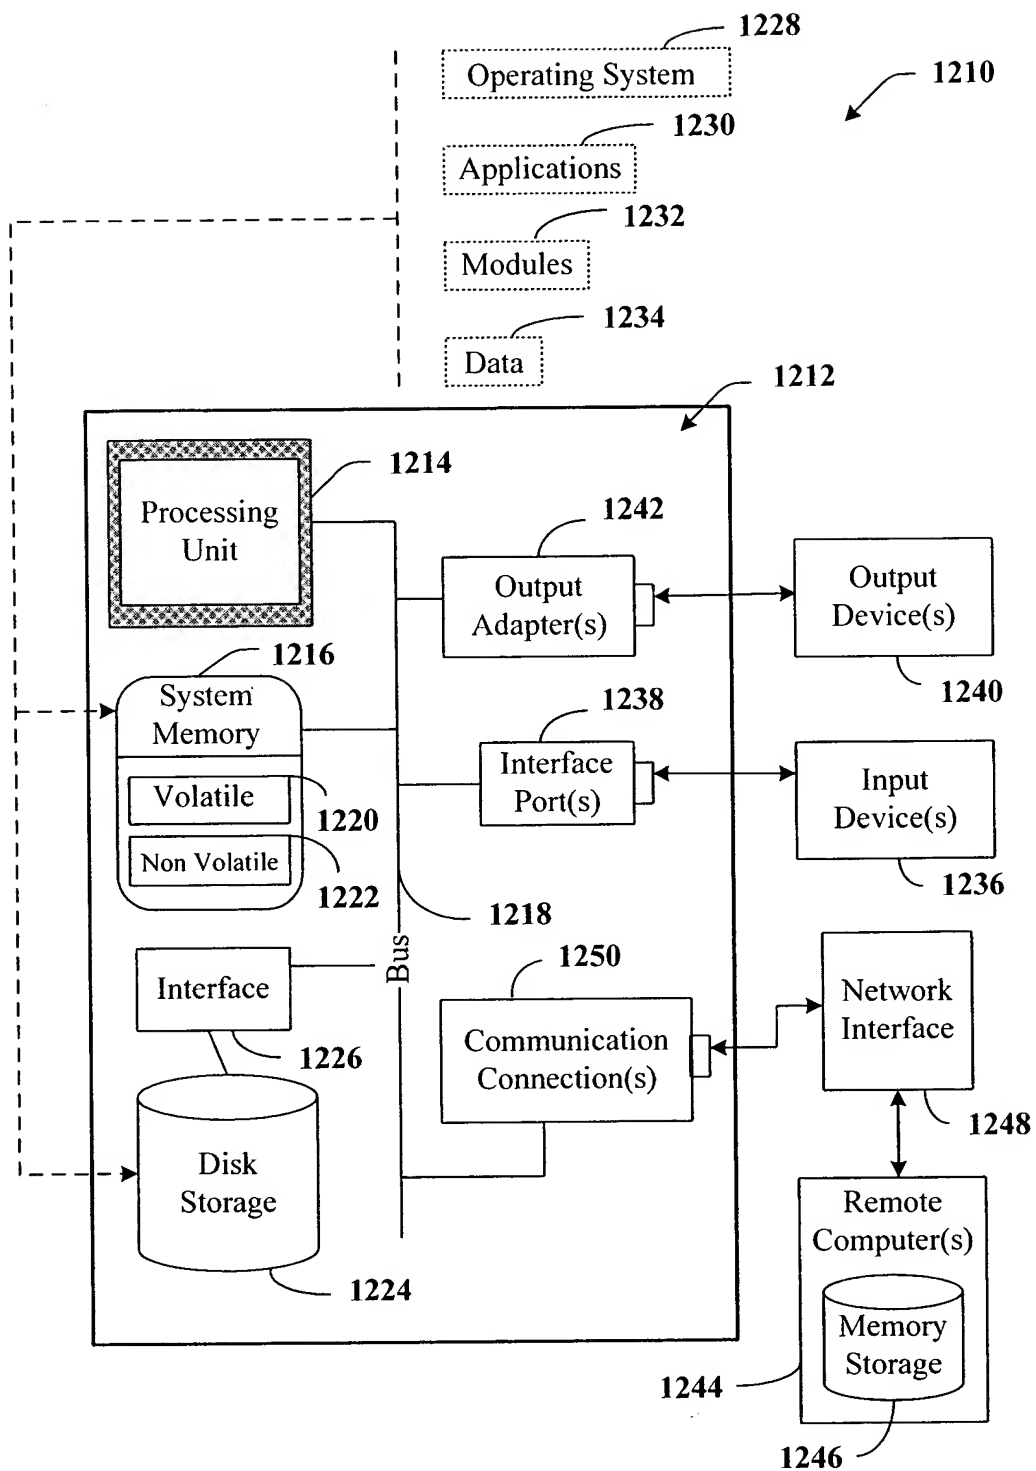 1228
Operating System
1210
1230
Applications
1232
Modules
1234
Data
1212
1214
Processing
Unit
1242
Output
Adapter(s)
Output
Device(s)
1240
1216
System
Memory
1238
Interface
Port(s)
Input
Device(s)
1236
Volatile
1220
Non Volatile
1222
1218
Bus
Interface
1226
1250
Communication
Connection(s)
Network
Interface
1248
Disk
Storage
1224
Remote
Computer(s)
Memory
Storage
1244
1246